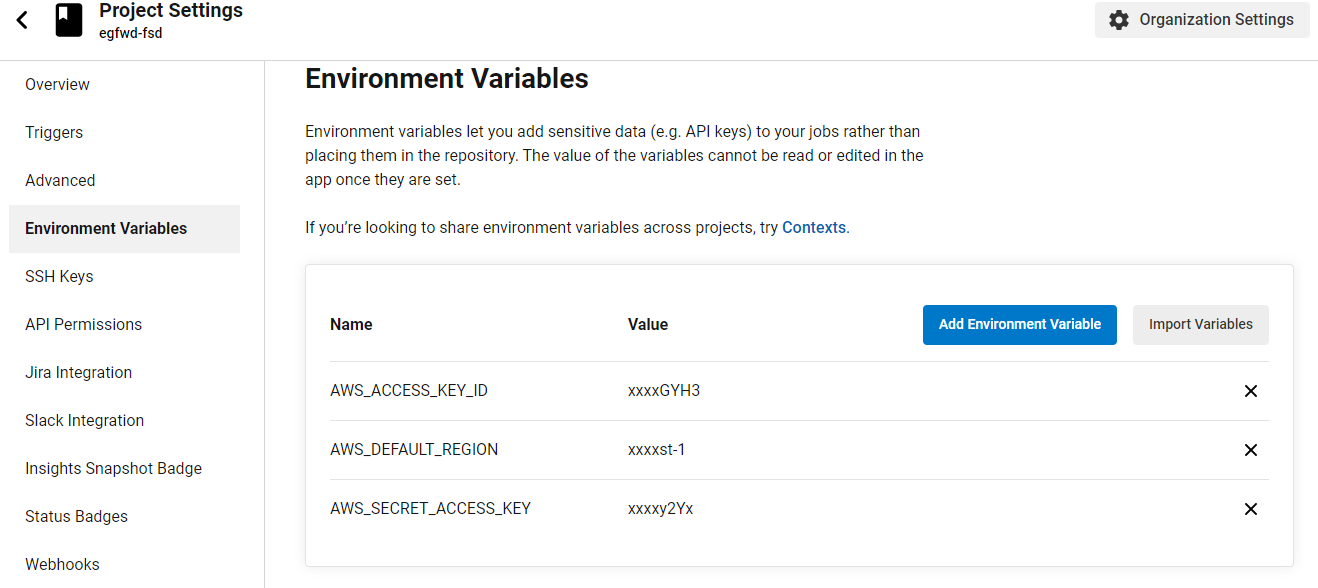 Project Settings
egfwd-fsd
Organization Settings
Overview
Triggers
Advanced
Environment Variables
SSH Keys
API Permissions
Jira Integration
Slack Integration
Insights Snapshot Badge
Status Badges
Webhooks
Environment Variables
Environment variables let you add sensitive data (e.g. API keys) to your jobs rather than
placing them in the repository. The value of the variables cannot be read or edited in the
app once they are set.
If you’re looking to share environment variables across projects, try Contexts.
Name Value Add Environment Variable Import Variables
AWS_ACCESS_KEY_ID xxxxGYH3
AWS_DEFAULT_REGION xxxxst-1
AWS_SECRET_ACCESS_KEY xxxxy2Yx